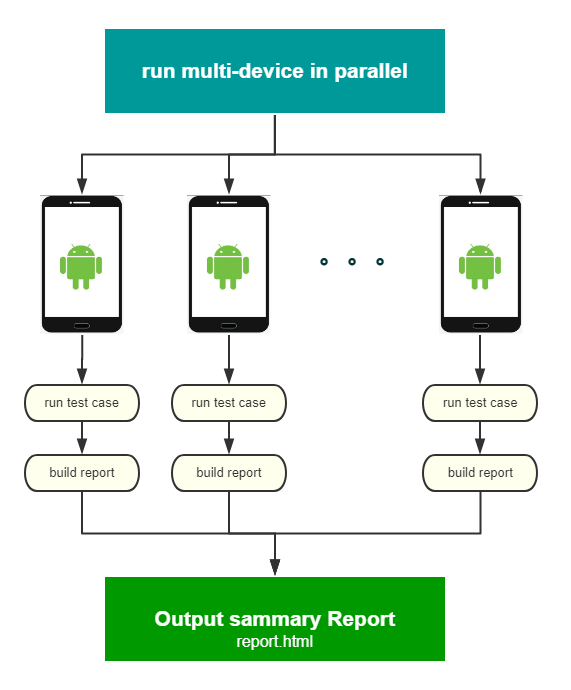 run multi-device in parallel
run test case
run test case
run test case
build report
build report
build report
Output sammary Report
report.html